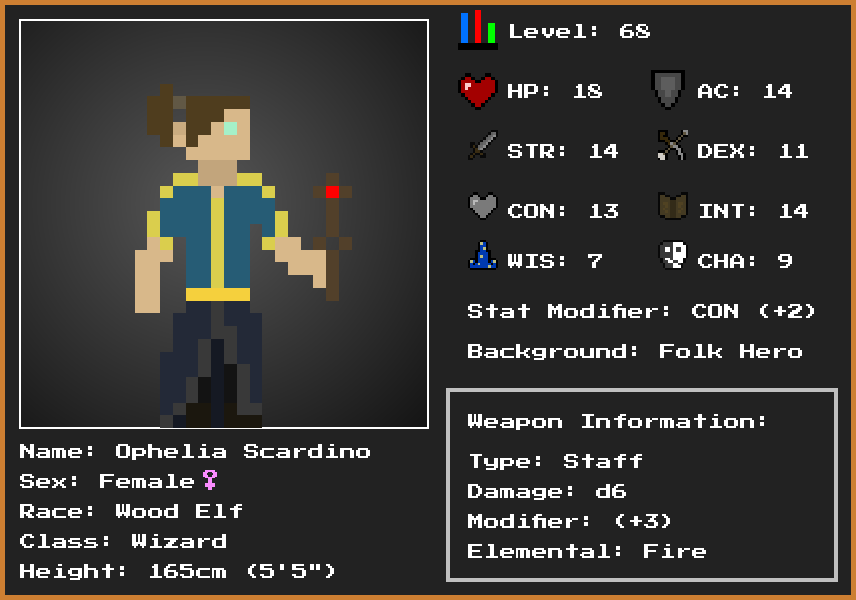 Level: 68
HP: 18
AC: 14
STR: 14
DEX: 11
CON: 13
INT: 14
WIS: 7
CHA: 9
Stat Modifier: CON (+2)
Background: Folk Hero
Weapon Information:
Type: Staff
Damage: d6
Modifier: (+3)
Elemental: Fire
Name: Ophelia Scardino
Sex: Female♀
Race: Wood Elf
Class: Wizard
Height: 165cm (5'5")